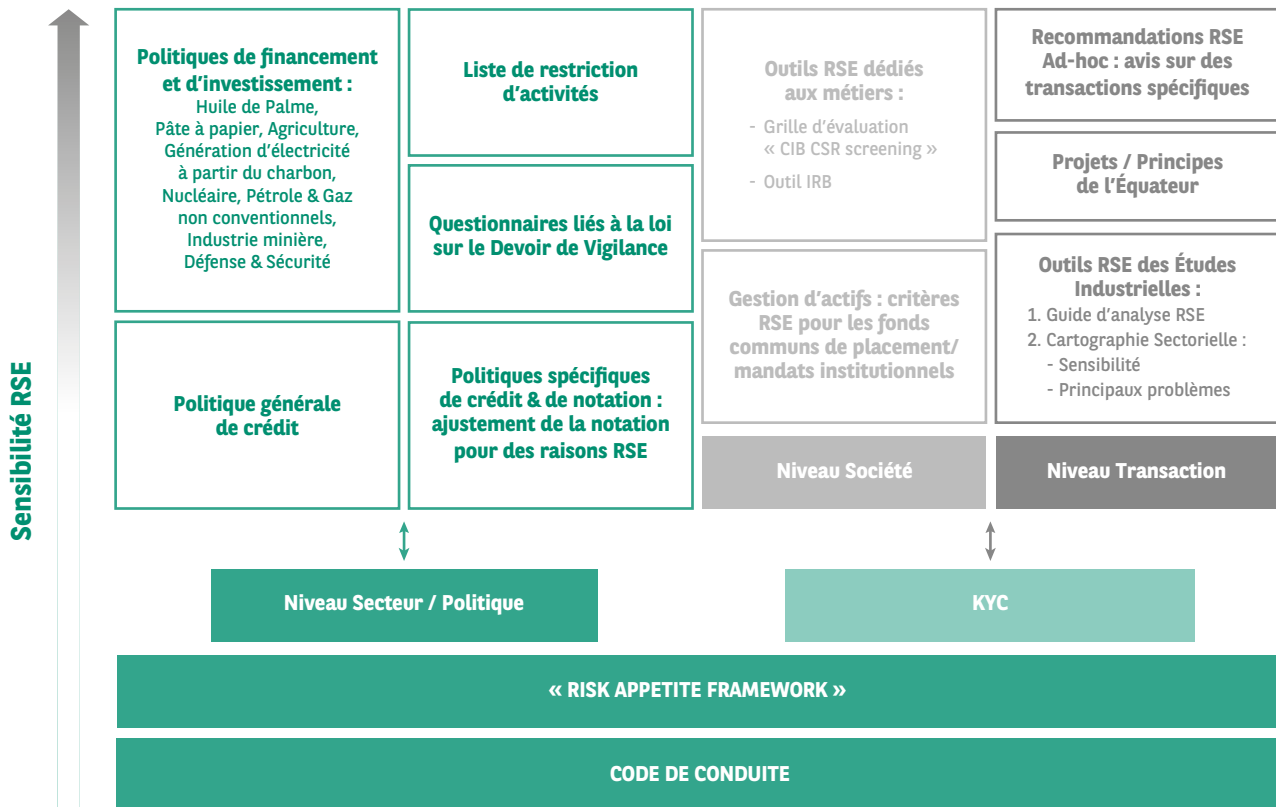 Sensibilité RSE
Politiques de financement
et d'investissement :
Huile de Palme,
Pâte à papier, Agriculture,
Génération d'électricité
à partir du charbon,
Nucléaire, Pétrole & Gaz
non conventionnels,
Industrie minière,
Défense & Sécurité
Politique générale
de crédit
Liste de restriction
d'activités
Questionnaires liés à la loi
sur le Devoir de Vigilance
Politiques spécifiques
de crédit & de notation :
ajustement de la notation
pour des raisons RSE
Outils RSE dédiés
aux métiers :
- Grille d'évaluation
« CIB CSR screening »
- Outil IRB
Gestion d'actifs : critères
RSE pour les fonds
communs de placement/
mandats institutionnels
Niveau Société
Recommandations RSE
Ad-hoc : avis sur des
transactions spécifiques
Projets / Principes
de l'Équateur
Outils RSE des Études
Industrielles :
1. Guide d'analyse RSE
2. Cartographie Sectorielle :
- Sensibilité
- Principaux problèmes
Niveau Transaction
Niveau Secteur / Politique
KYC
« RISK APPETITE FRAMEWORK »
CODE DE CONDUITE